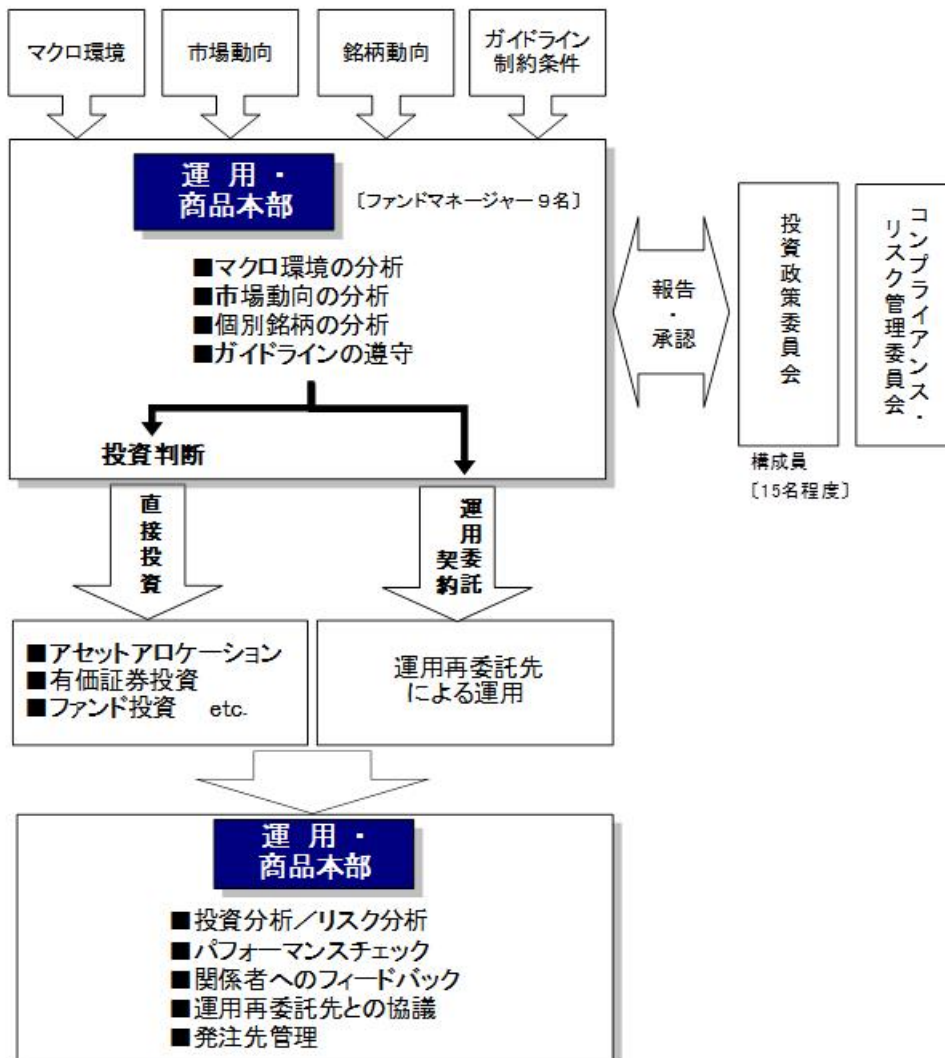 マクロ環境
市場動向
銘柄動向
ガイドライン
制約条件
運用・
商品本部
〔ファンドマネージャー9名〕
■マクロ環境の分析
■市場動向の分析
■個別銘柄の分析
■ガイドラインの遵守
投資判断
報告
・
承認
投資政策委員会
コンプライアンス・
リスク管理委員会
構成員
〔15名程度〕
直接投資
運用委託
契約
■アセットアロケーション
■有価証券投資
■ファンド投資 etc.
運用再委託先
による運用
運用・
商品本部
■投資分析／リスク分析
■パフォーマンスチェック
■関係者へのフィードバック
■運用再委託先との協議
■発注先管理